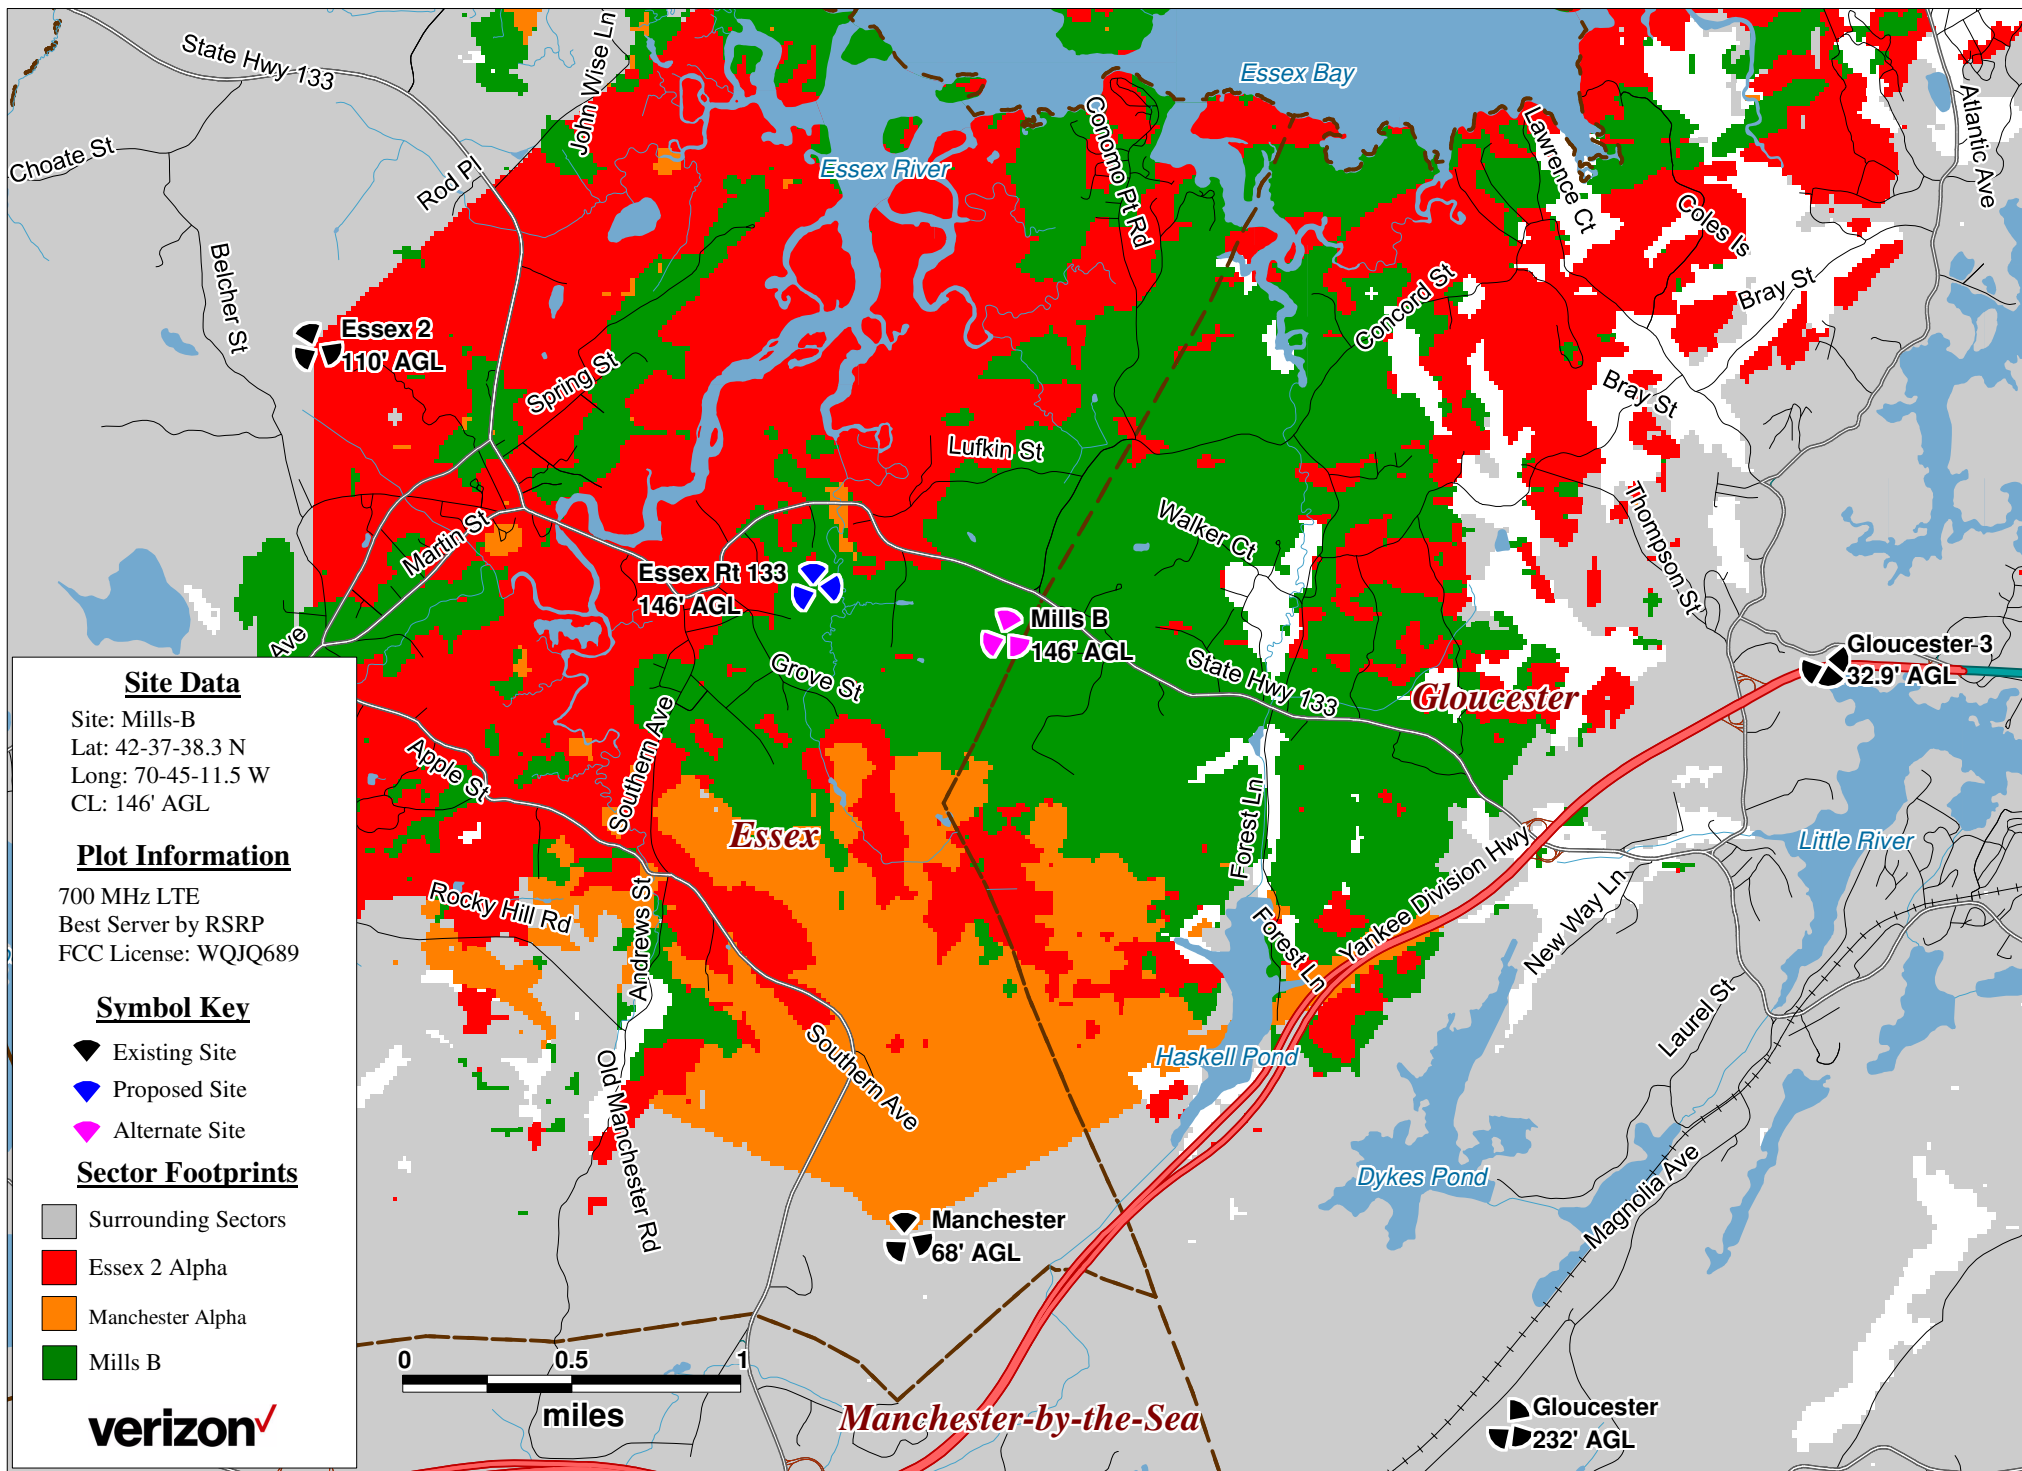 State Hwy 133
John Wise Ln
Essex Bay
Choate St
Rod Pl
Essex River
Conomo Pt Rd
Lawrence Ct
Atlantic Ave
Coles Is
Belcher St
Bray St
Concord St
Essex 2
110' AGL
Spring St
Bray St
Lufkin St
Martin St
Walker Ct
Thompson St
Essex Rt 133
146' AGL
Mills B
146' AGL
Ave
Grove St
State Hwy 133
Gloucester
Gloucester-3
32.9' AGL
Southern Ave
Apple St
Essex
Forest Ln
Little River
Rocky Hill Rd
Andrews St
Forest Ln
Yankee Division Hwy
New Way Ln
Laurel St
Southern Ave
Haskell Pond
Old Manchester Rd
Dykes Pond
Magnolia Ave
Manchester
68' AGL
Manchester-by-the-Sea
Gloucester
232' AGL
0 0.5 1
miles
Site Data
Site: Mills-B
Lat: 42-37-38.3 N
Long: 70-45-11.5 W
CL: 146' AGL
Plot Information
700 MHz LTE
Best Server by RSRP
FCC License: WQJQ689
Symbol Key
Existing Site
Proposed Site
Alternate Site
Sector Footprints
Surrounding Sectors
Essex 2 Alpha
Manchester Alpha
Mills B
verizon